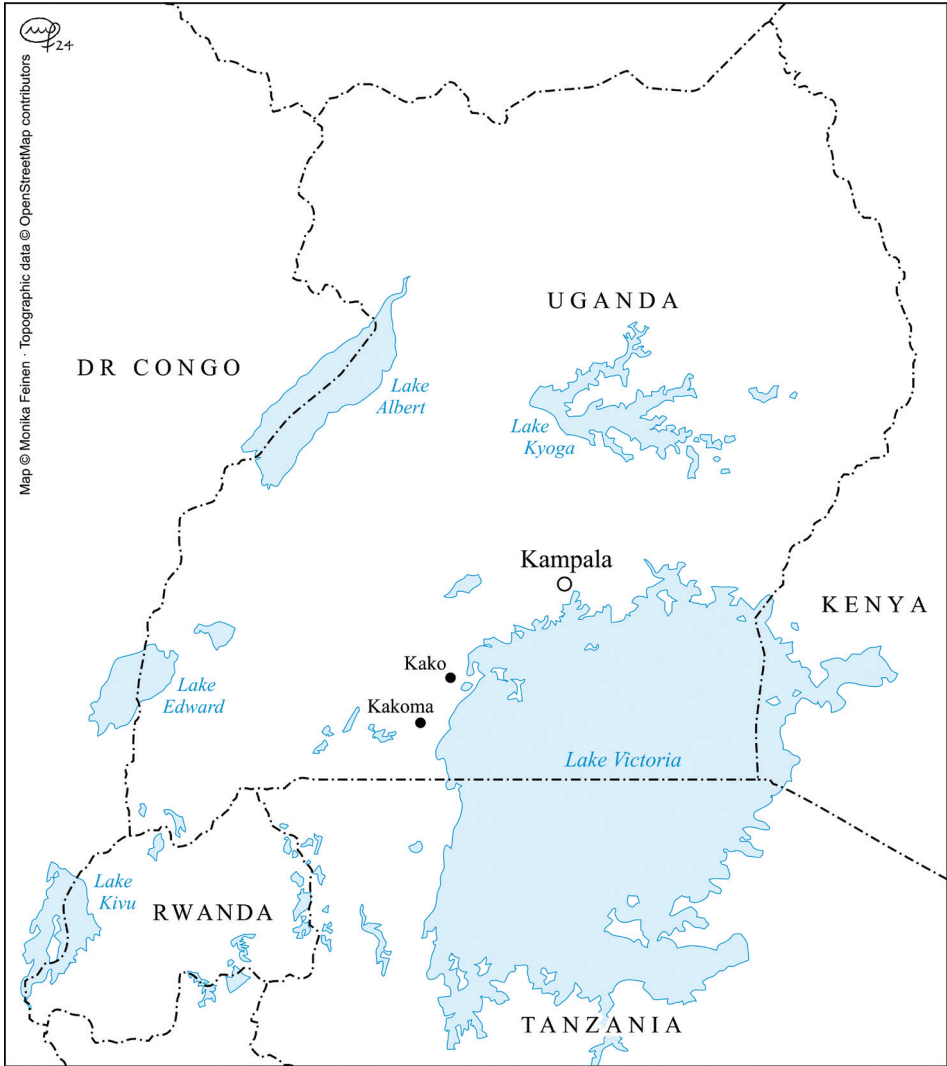 24
Map © Monika Feinen · Topographic data © OpenStreetMap contributors
UGANDA
DR CONGO
Lake
Albert
Lake
Kyoga
Kampala
KENYA
Kako
Lake
Edward
Kakoma
Lake Victoria
Lake
Kivu
RWANDA
TANZANIA